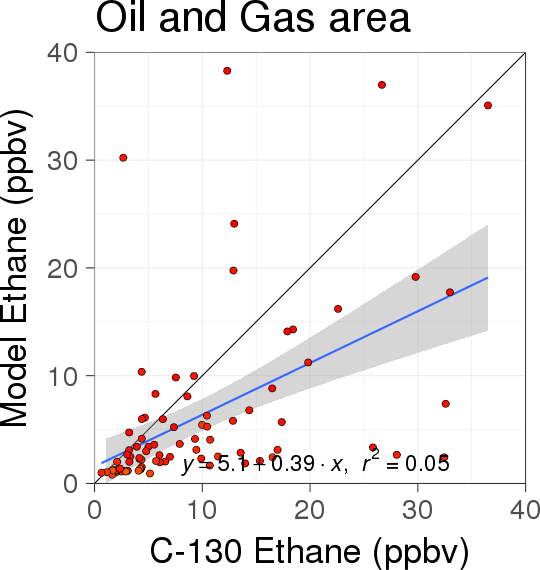 Oil and Gas area
Model Ethane (ppbv)
40
30
20
10
0
y = 5.1 + 0.39 · x, r² = 0.05
0 10 20 30 40
C-130 Ethane (ppbv)